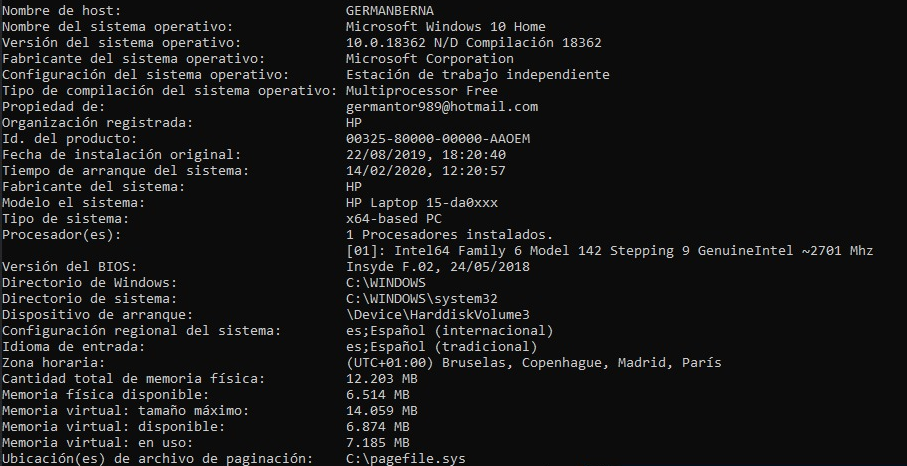 Nombre de host: GERMANBERNA
Nombre del sistema operativo: Microsoft Windows 10 Home
Versión del sistema operativo: 10.0.18362 N/D Compilación 18362
Fabricante del sistema operativo: Microsoft Corporation
Configuración del sistema operativo: Estación de trabajo independiente
Tipo de compilación del sistema operativo: Multiprocessor Free
Propiedad de: germantor989@hotmail.com
Organización registrada: HP
Id. del producto: 00325-80000-00000-AAOEM
Fecha de instalación original: 22/08/2019, 18:20:40
Tiempo de arranque del sistema: 14/02/2020, 12:20:57
Fabricante del sistema: HP
Modelo el sistema: HP Laptop 15-da0xxx
Tipo de sistema: x64-based PC
Procesador(es): 1 Procesadores instalados.
[01]: Intel64 Family 6 Model 142 Stepping 9 GenuineIntel ~2701 Mhz
Versión del BIOS: Insyde F.02, 24/05/2018
Directorio de Windows: C:\WINDOWS
Directorio de sistema: C:\WINDOWS\system32
Dispositivo de arranque: \Device\HarddiskVolume3
Configuración regional del sistema: es;Español (internacional)
Idioma de entrada: es;Español (tradicional)
Zona horaria: (UTC+01:00) Bruselas, Copenhague, Madrid, París
Cantidad total de memoria física: 12.203 MB
Memoria física disponible: 6.514 MB
Memoria virtual: tamaño máximo: 14.059 MB
Memoria virtual: disponible: 6.874 MB
Memoria virtual: en uso: 7.185 MB
Ubicación(es) de archivo de paginación: C:\pagefile.sys